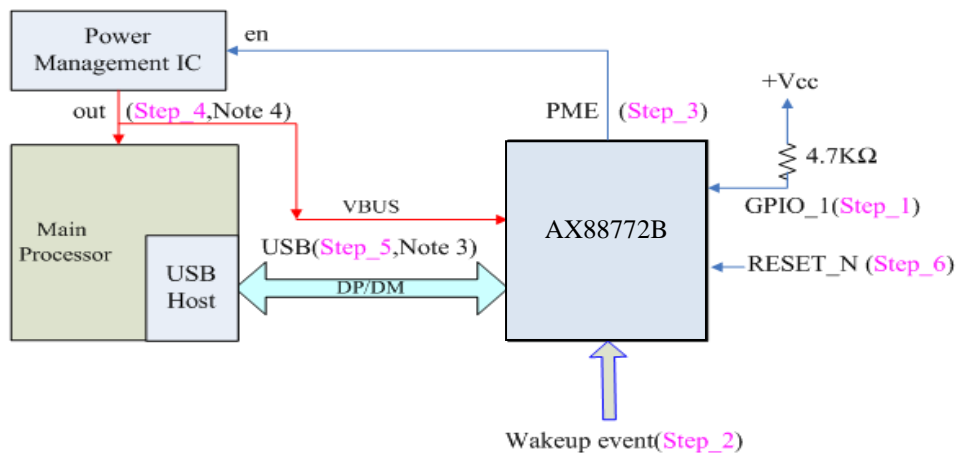 Power
Management IC
en
+Vcc
out (Step_4,Note 4)
PME (Step_3)
4.7KΩ
VBUS
GPIO_1(Step_1)
Main
Processor
AX88772B
USB(Step_5,Note 3)
RESET_N (Step_6)
USB
Host
DP/DM
Wakeup event(Step_2)